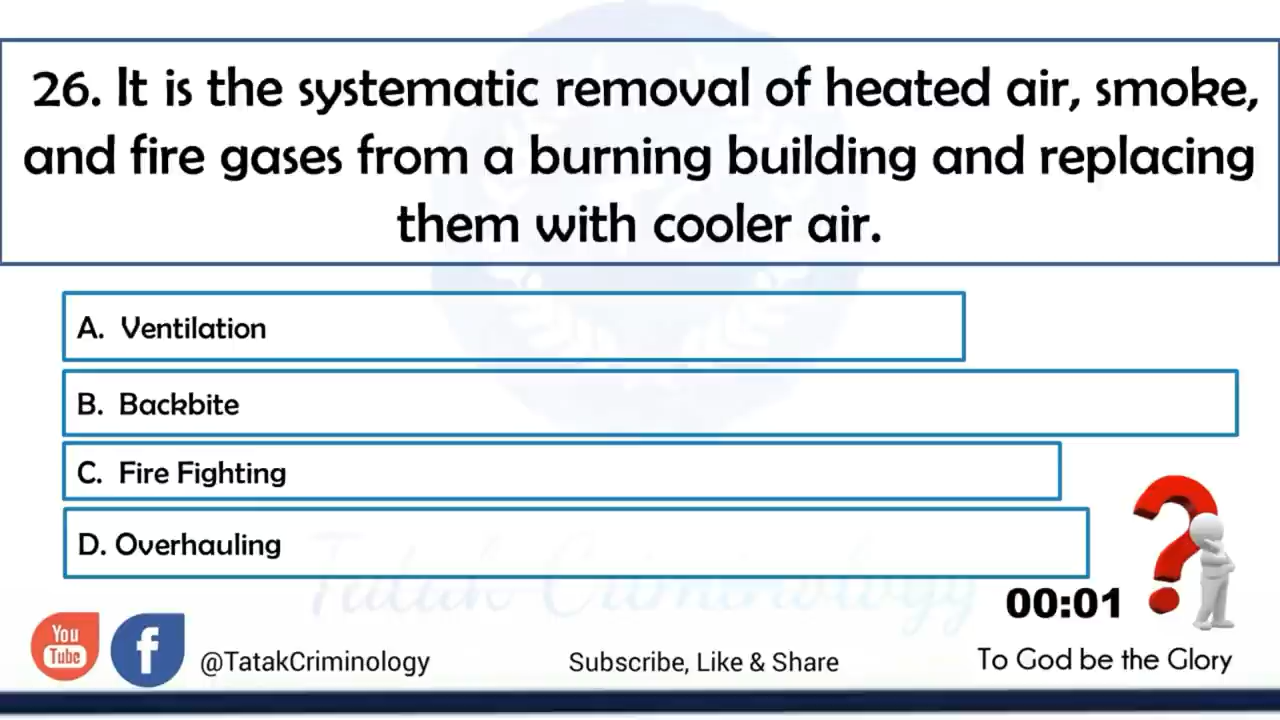 26. It is the systematic removal of heated air, smoke,
and fire gases from a burning building and replacing
them with cooler air.
A. Ventilation
B. Backbite
C. Fire Fighting
D. Overhauling
Tatak Criminology
00:01
You
Tube
f
@TatakCriminology
Subscribe, Like & Share
To God be the Glory